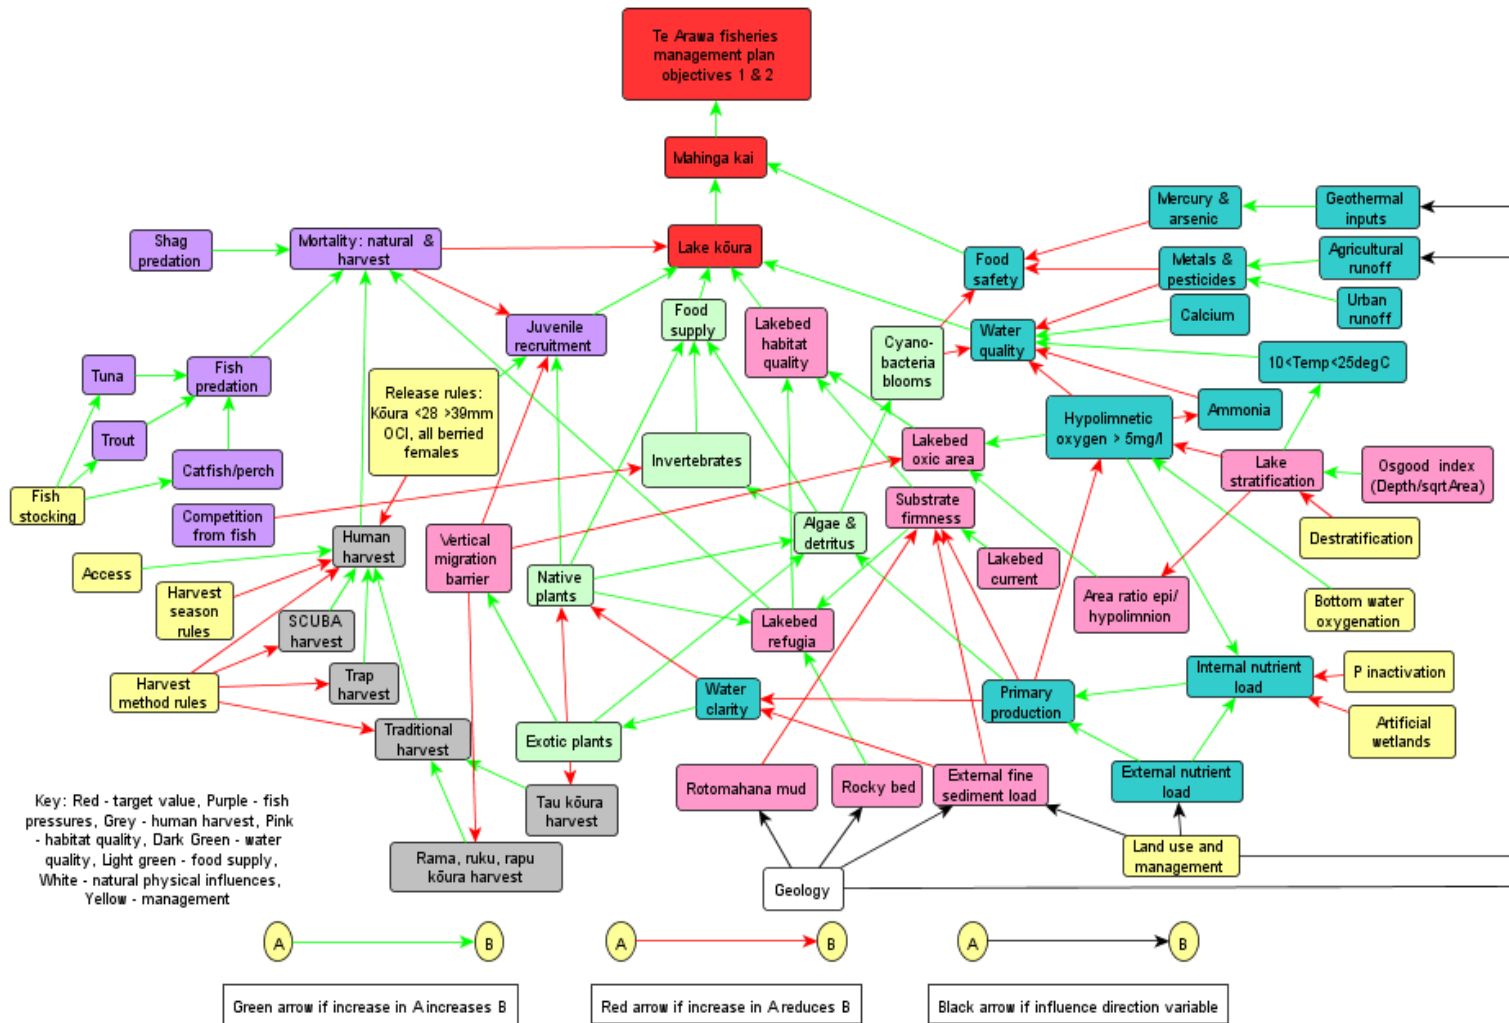 Te Arawa fisheries
management plan
objectives 1 & 2
Mahinga kai
Mercury &
arsenic
Geothermal
inputs
Shag
predation
Mortality: natural &
harvest
Lake kōura
Food
safety
Metals &
pesticides
Agricultural
runoff
Urban
runoff
Calcium
Food
supply
Lakebed
habitat
quality
Juvenile
recruitment
Cyano-
bacteria
blooms
Water
quality
10<Temp<25degC
Tuna
Fish
predation
Release rules:
Kōura <28 >39mm
OCl, all berried
females
Hypolimnetic
oxygen > 5mg/l
Ammonia
Trout
Catfish/perch
Invertebrates
Lakebed
oxic area
Lake
stratification
Osgood index
(Depth/sqrtArea)
Fish
stocking
Competition
from fish
Substrate
firmness
Human
harvest
Vertical
migration
barrier
Algae &
detritus
Destratification
Access
Native
plants
Lakebed
current
Harvest
season
rules
Area ratio epi/
hypolimnion
Bottom water
oxygenation
SCUBA
harvest
Lakebed
refugia
Trap
harvest
Harvest
method rules
Water
clarity
Primary
production
Internal nutrient
load
P inactivation
Traditional
harvest
Exotic plants
Artificial
wetlands
Rotomahana mud
Rocky bed
External fine
sediment load
External nutrient
load
Tau kōura
harvest
Rama, ruku, rapu
kōura harvest
Land use and
management
Geology
Key: Red - target value, Purple - fish
pressures, Grey - human harvest, Pink
- habitat quality, Dark Green - water
quality, Light green - food supply,
White - natural physical influences,
Yellow - management
A
B
A
B
A
B
Green arrow if increase in A increases B
Red arrow if increase in A reduces B
Black arrow if influence direction variable